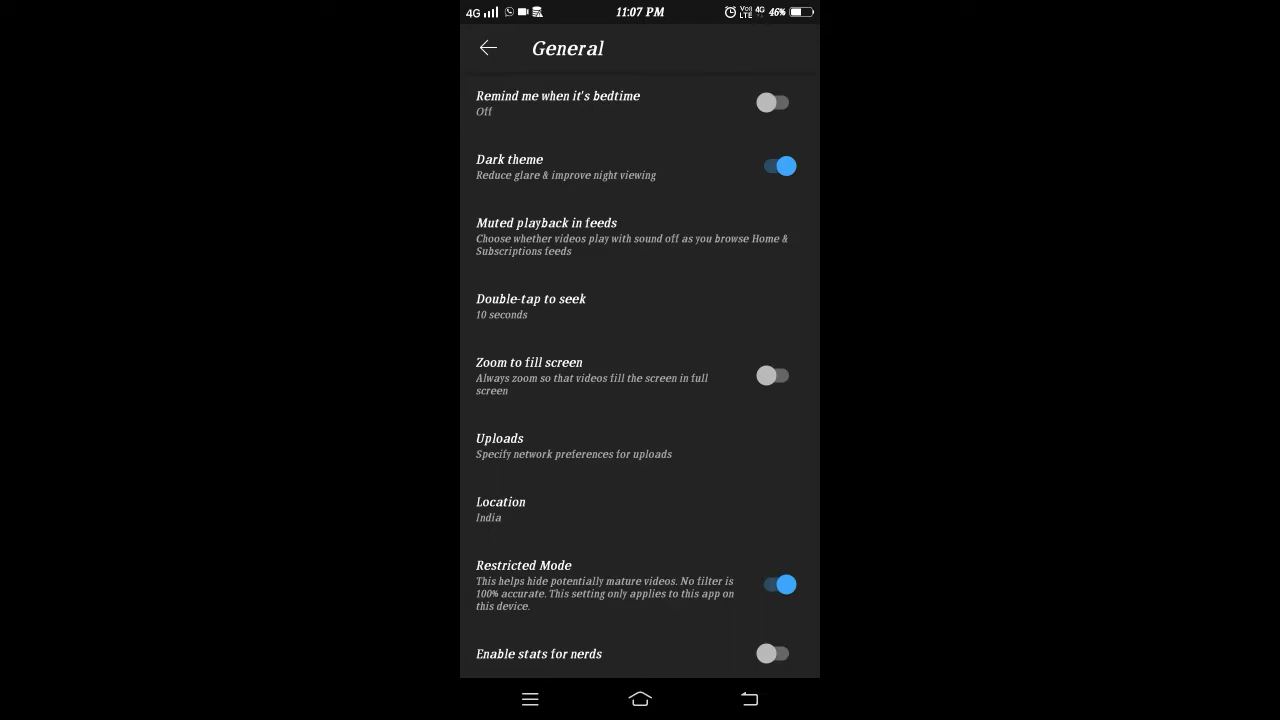 4G 11:07 PM VoI LTE 4G 46%
General
Remind me when it's bedtime
Off
Dark theme
Reduce glare & improve night viewing
Muted playback in feeds
Choose whether videos play with sound off as you browse Home &
Subscriptions feeds
Double-tap to seek
10 seconds
Zoom to fill screen
Always zoom so that videos fill the screen in full
screen
Uploads
Specify network preferences for uploads
Location
India
Restricted Mode
This helps hide potentially mature videos. No filter is
100% accurate. This setting only applies to this app on
this device.
Enable stats for nerds